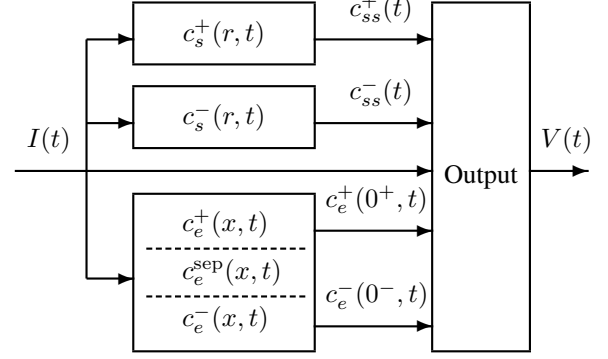 c_{ss}^{+}(t)
c_s^{+}(r, t)
c_{ss}^{-}(t)
c_s^{-}(r, t)
I(t)
V(t)
Output
c_e^{+}(0^{+}, t)
c_e^{+}(x, t)
c_e^{sep}(x, t)
c_e^{-}(0^{-}, t)
c_e^{-}(x, t)